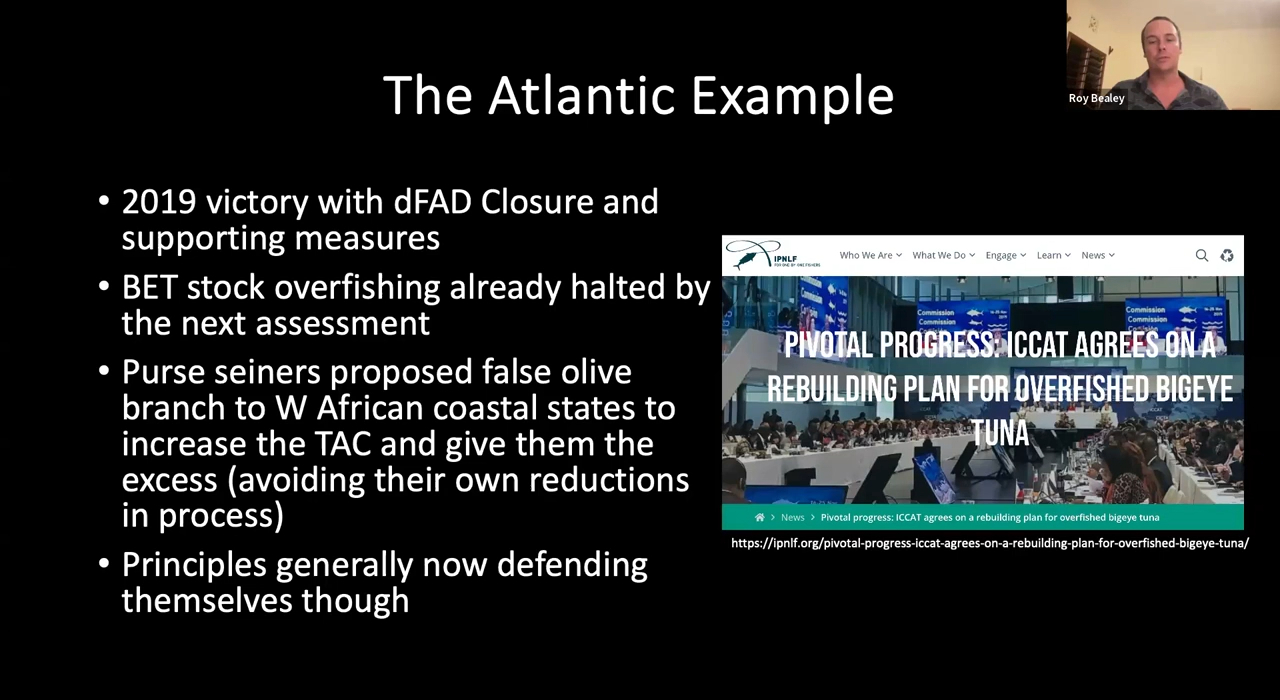 The Atlantic Example
Roy Bealey
• 2019 victory with dFAD Closure and
supporting measures
• BET stock overfishing already halted by
the next assessment
• Purse seiners proposed false olive
branch to W African coastal states to
increase the TAC and give them the
excess (avoiding their own reductions
in process)
• Principles generally now defending
themselves though
IPNLF
Who We Are
What We Do
Engage
Learn
News
Commission
Commission
Comisión
PIVOTAL PROGRESS: ICCAT AGREES ON A
REBUILDING PLAN FOR OVERFISHED BIGEYE
TUNA
News > Pivotal progress: ICCAT agrees on a rebuilding plan for overfished bigeye tuna
https://ipnlf.org/pivotal-progress-iccat-agrees-on-a-rebuilding-plan-for-overfished-bigeye-tuna/